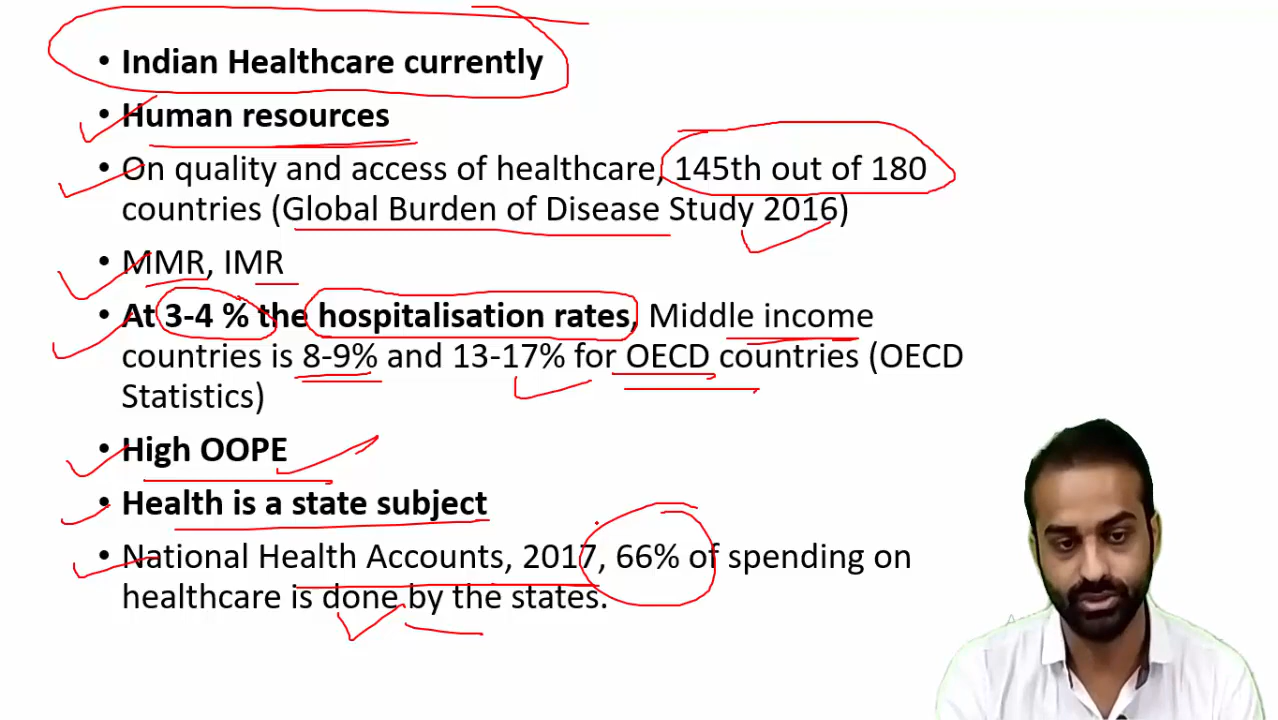 • Indian Healthcare currently
• Human resources
• On quality and access of healthcare, 145th out of 180
countries (Global Burden of Disease Study 2016)
• MMR, IMR
• At 3-4 % the hospitalisation rates, Middle income
countries is 8-9% and 13-17% for OECD countries (OECD
Statistics)
• High OOPE
• Health is a state subject
• National Health Accounts, 2017, 66% of spending on
healthcare is done by the states.